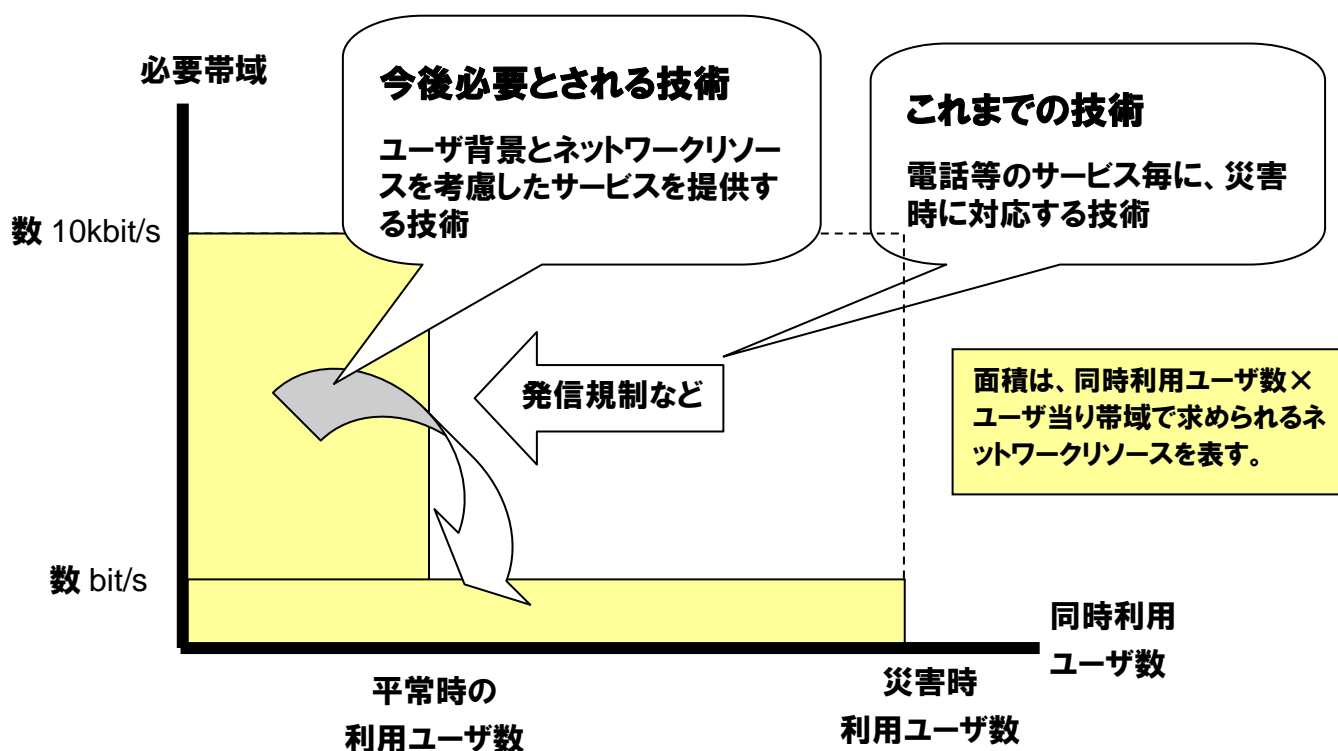 必要帯域
今後必要とされる技術
ユーザ背景とネットワークリソー
スを考慮したサービスを提供す
る技術
これまでの技術
電話等のサービス毎に、災害
時に対応する技術
数 10kbit/s
発信規制など
面積は、同時利用ユーザ数×
ユーザ当り帯域で求められるネ
ットワークリソースを表す。
数 bit/s
同時利用
ユーザ数
平常時の
利用ユーザ数
災害時
利用ユーザ数